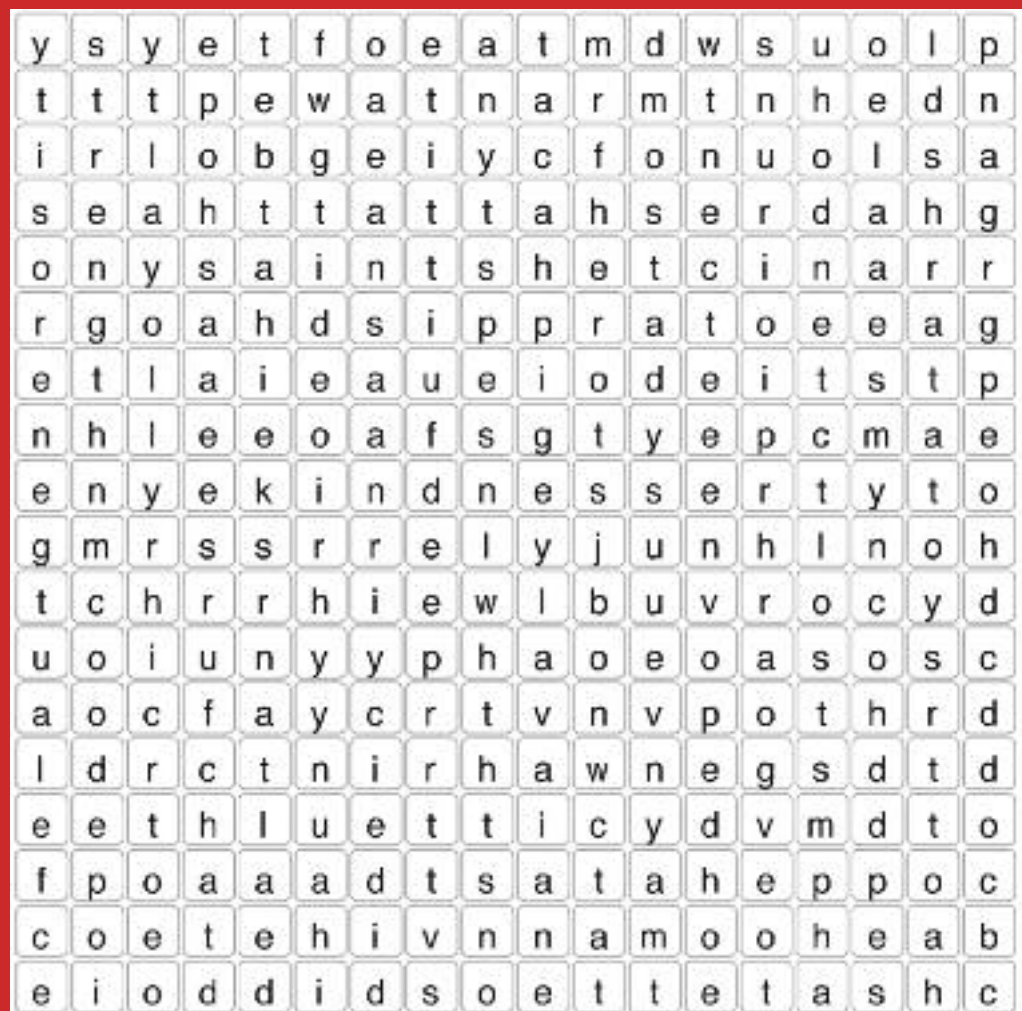 y s y e t f o e a t m d w s u o l p
t t t p e w a t n a r m t n h e d n
i r l o b g e i y c f o n u o l s a
s e a h t t a t t a h s e r d a h g
o n y s a i n t s h e t c i n a r r
r g o a h d s i p p r a t o e e a g
e t l a i e a u e i o d e i t s t p
n h l e e o a f s g t y e p c m a e
e n y e k i n d n e s s e r t y t o
g m r s s r r e l y j u n h l n o h
t c h r r h i e w l b u v r o c y d
u o i u n y y p h a o e o a s o s c
a o c f a y c r t v n v p o t h r d
l d r c t n i r h a w n e g s d t d
e e t h l u e t t i c y d v m d t o
f p o a a a d t s a t a h e p p o c
c o e t e h i v n n a m o o h e a b
e i o d d i d s o e t t e t a s h c